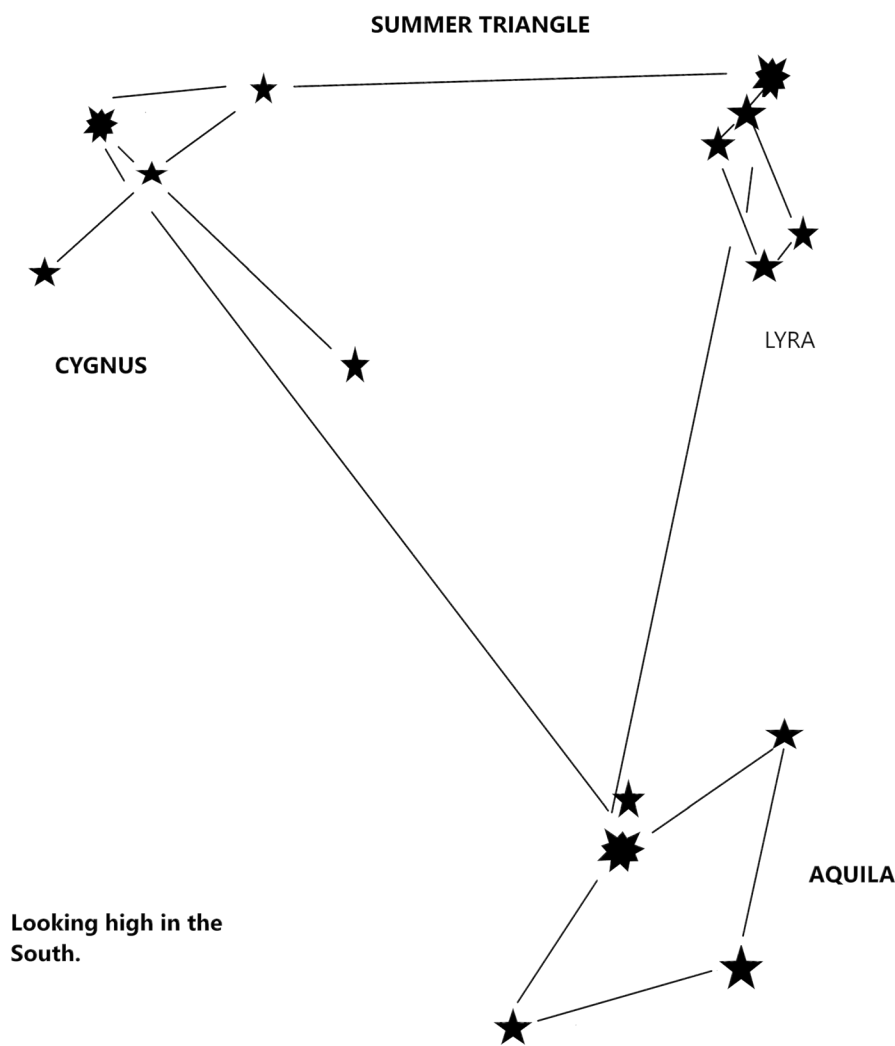 SUMMER TRIANGLE
LYRA
CYGNUS
AQUILA
Looking high in the
South.